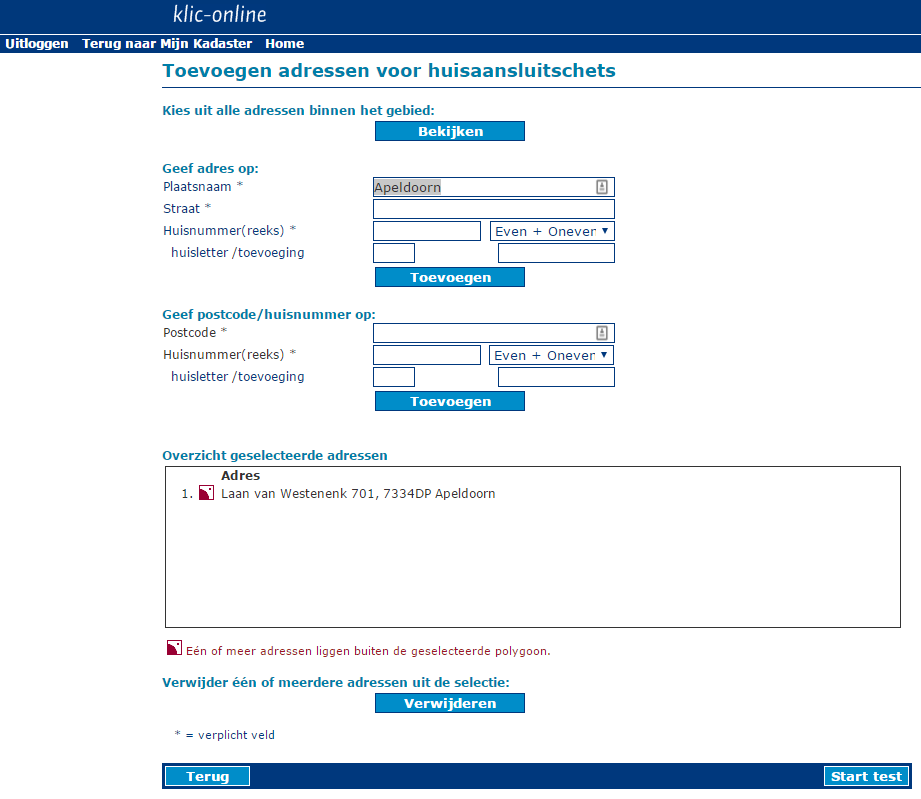 klic-online
Uitloggen Terug naar Mijn Kadaster Home
Toevoegen adressen voor huisaansluitschets
Kies uit alle adressen binnen het gebied:
Bekijken
Geef adres op:
Plaatsnaam * Apeldoorn
Straat *
Huisnummer(reeks) * Even + Oneven
huisletter /toevoeging
Toevoegen
Geef postcode/huisnummer op:
Postcode *
Huisnummer(reeks) * Even + Oneven
huisletter /toevoeging
Toevoegen
Overzicht geselecteerde adressen
Adres
1. Laan van Westenenk 701, 7334DP Apeldoorn
Eén of meer adressen liggen buiten de geselecteerde polygoon.
Verwijder één of meerdere adressen uit de selectie:
Verwijderen
* = verplicht veld
Terug Start test